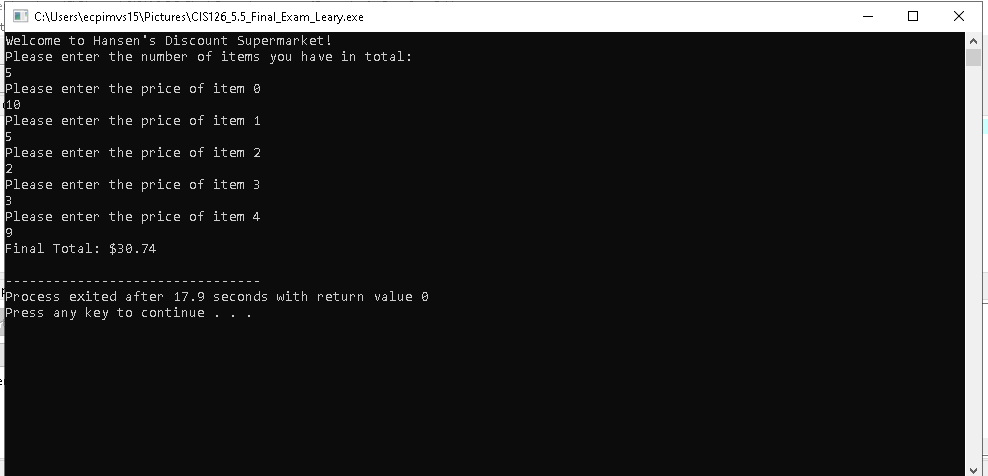 C:\Users\ecpimvs15\Pictures\CIS126_5.5_Final_Exam_Leary.exe
Welcome to Hansen's Discount Supermarket!
Please enter the number of items you have in total:
5
Please enter the price of item 0
10
Please enter the price of item 1
5
Please enter the price of item 2
2
Please enter the price of item 3
3
Please enter the price of item 4
9
Final Total: $30.74
--------------------------------
Process exited after 17.9 seconds with return value 0
Press any key to continue . . .